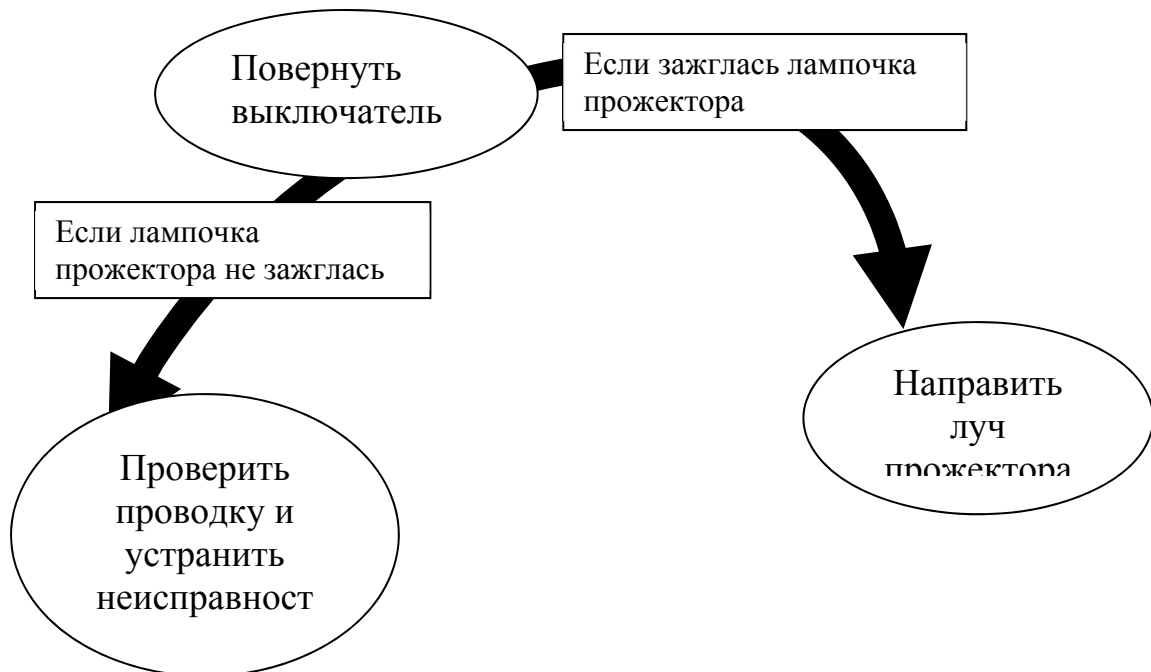 Повернуть
выключатель
Если зажглась лампочка
прожектора
Если лампочка
прожектора не зажглась
Направить
луч
прожектора
Проверить
проводку и
устранить
неисправност